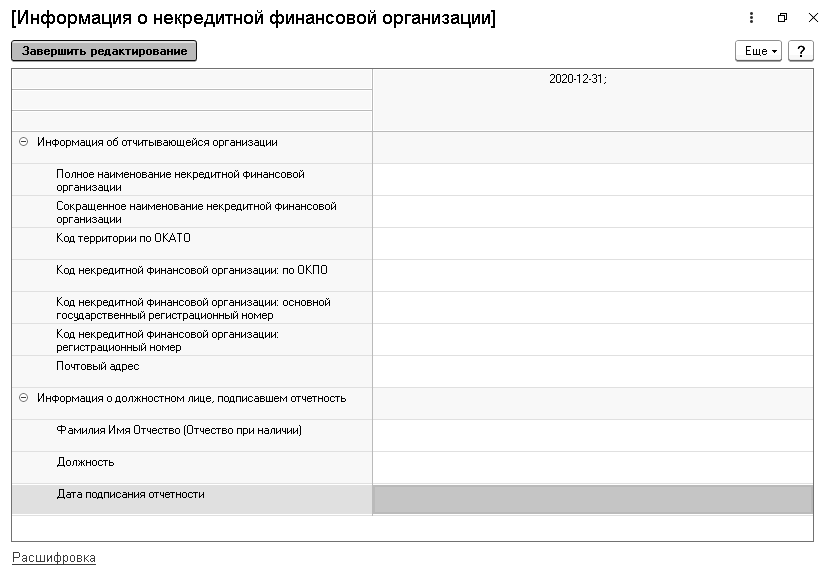 [Информация о некредитной финансовой организации]
Завершить редактирование
Еще
?
2020-12-31;
Информация об отчитывающейся организации
Полное наименование некредитной финансовой
организации
Сокращенное наименование некредитной финансовой
организации
Код территории по ОКАТО
Код некредитной финансовой организации: по ОКПО
Код некредитной финансовой организации: основной
государственный регистрационный номер
Код некредитной финансовой организации:
регистрационный номер
Почтовый адрес
Информация о должностном лице, подписавшем отчетность
Фамилия Имя Отчество (Отчество при наличии)
Должность
Дата подписания отчетности
Расшифровка